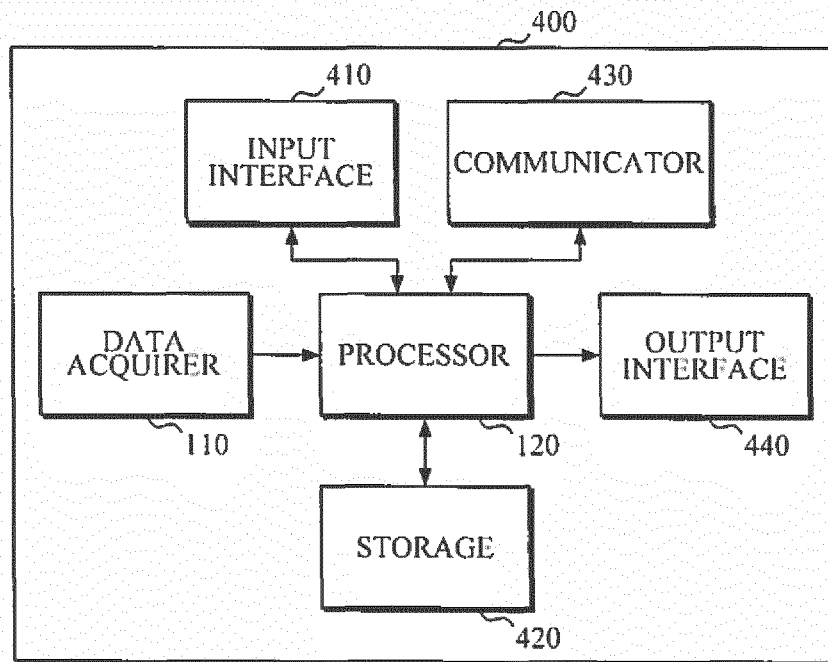 400
410
430
INPUT
INTERFACE
COMMUNICATOR
DATA
ACQUIRER
PROCESSOR
OUTPUT
INTERFACE
110
120
440
STORAGE
420